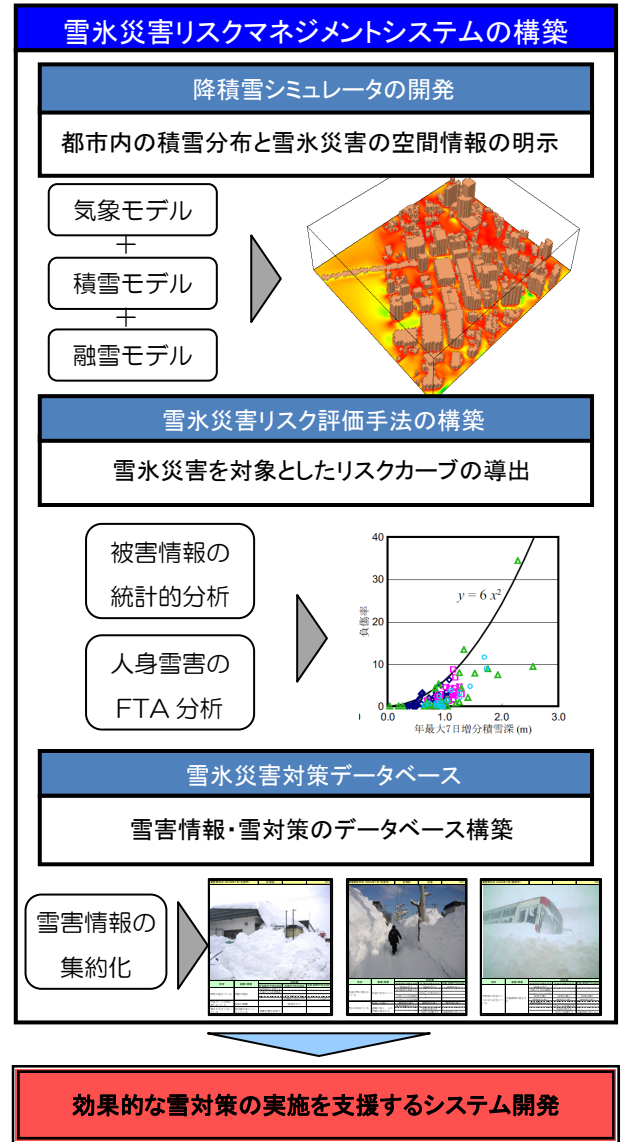 雪氷災害リスクマネジメントシステムの構築
降積雪シミュレータの開発
都市内の積雪分布と雪氷災害の空間情報の明示
気象モデル
+
積雪モデル
+
融雪モデル
雪氷災害リスク評価手法の構築
雪氷災害を対象としたリスクカーブの導出
被害情報の
統計的分析
人身雪害の
FTA 分析
40
30
20
10
0
負傷率
y = 6 x²
0.0
1.0
2.0
3.0
年最大7日増分積雪深 (m)
雪氷災害対策データベース
雪害情報・雪対策のデータベース構築
雪害情報の
集約化
効果的な雪対策の実施を支援するシステム開発